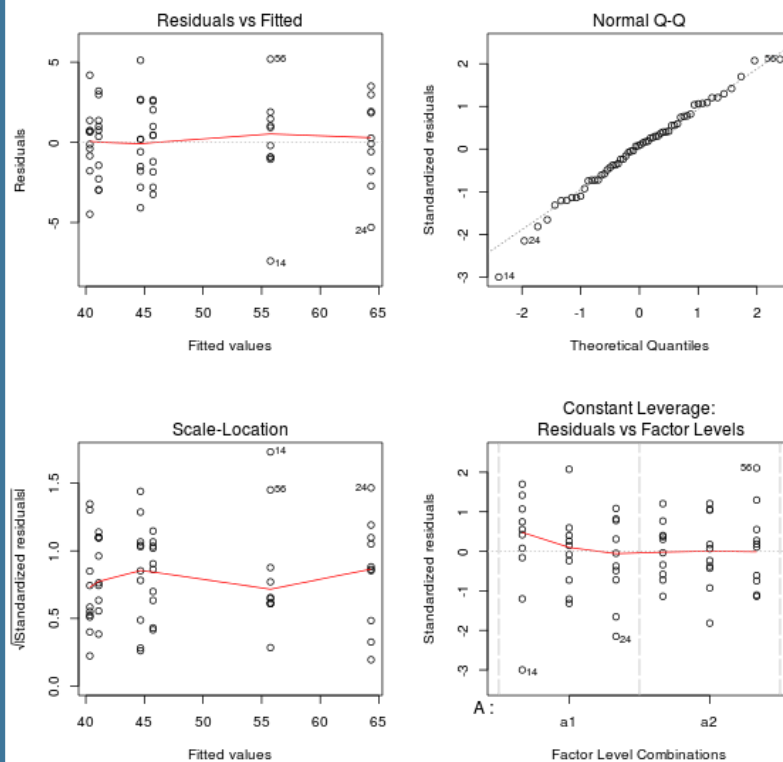 Residuals vs Fitted
Residuals
5
0
-5
56
24
14
40 45 50 55 60 65
Fitted values
Normal Q-Q
Standardized residuals
2
1
0
-1
-2
-3
56
24
14
-2 -1 0 1 2
Theoretical Quantiles
Scale-Location
√|Standardized residuals|
1.5
1.0
0.5
0.0
14
56
24
40 45 50 55 60 65
Fitted values
Constant Leverage:
Residuals vs Factor Levels
Standardized residuals
2
1
0
-1
-2
-3
56
24
14
A :
a1 a2
Factor Level Combinations